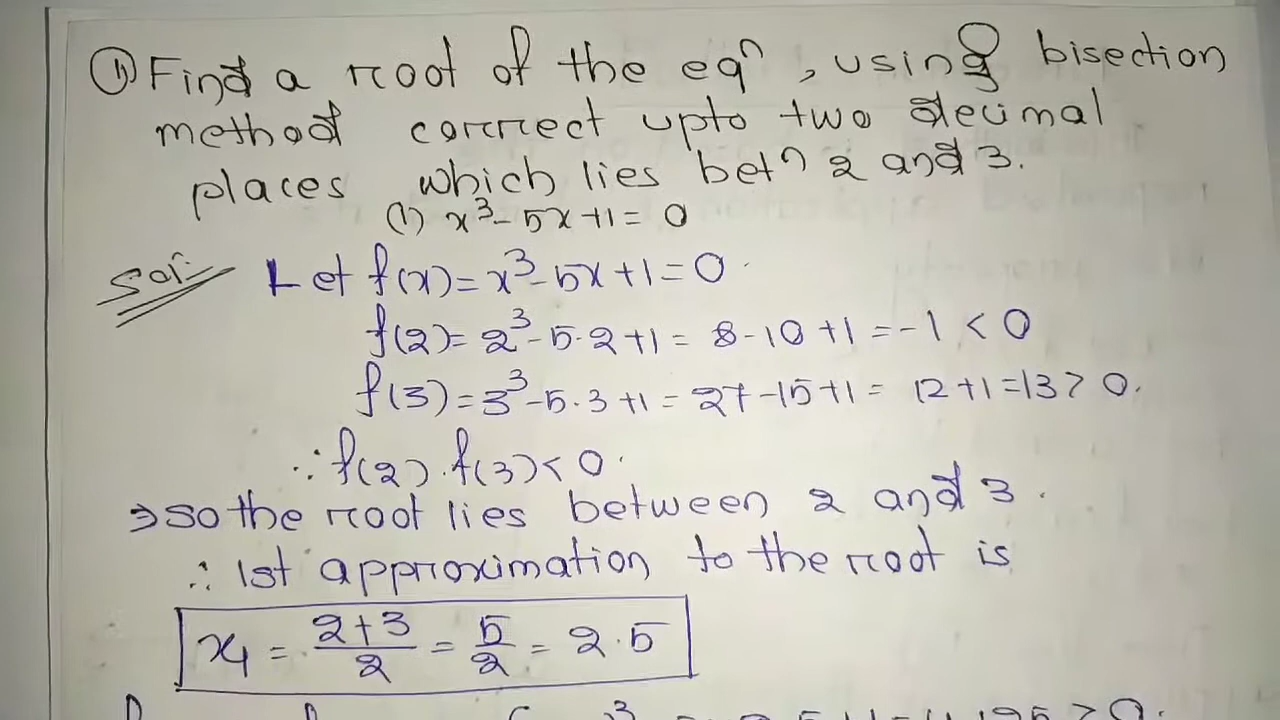 ① Find a root of the eqⁿ, using bisection
method correct upto two decimal
places which lies betⁿ 2 and 3.
(1) x³-5x+1=0
Solⁿ:- Let f(x)=x³-5x+1=0
f(2)=2³-5·2+1=8-10+1=-1<0
f(3)=3³-5·3+1=27-15+1=12+1=13>0.
∵ f(2).f(3)<0.
⇒ so the root lies between 2 and 3.
∴ 1st approximation to the root is
x₁ = (2+3)/2 = 5/2 = 2.5